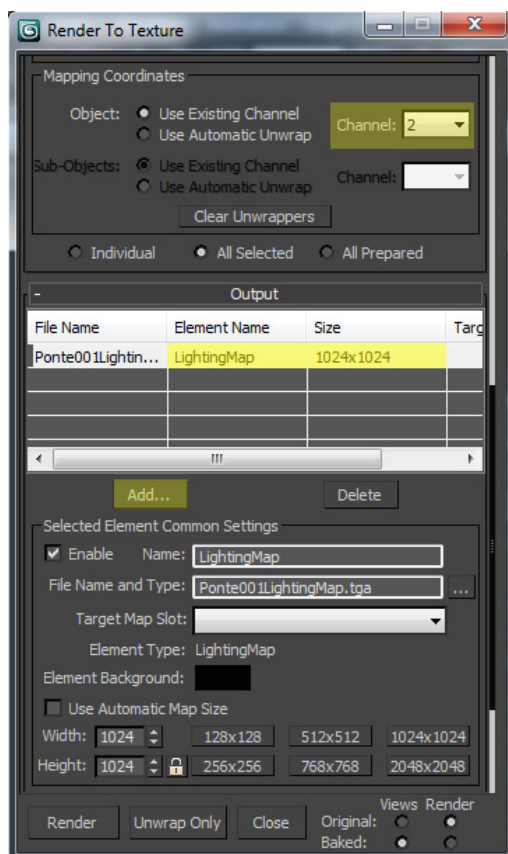 Render To Texture
Mapping Coordinates
Object: Use Existing Channel
Use Automatic Unwrap
Channel: 2
Sub-Objects: Use Existing Channel
Use Automatic Unwrap
Channel:
Clear Unwrappers
Individual All Selected All Prepared
- Output
File Name Element Name Size Targ
Ponte001Lightin... LightingMap 1024x1024
Add... Delete
Selected Element Common Settings
Enable Name: LightingMap
File Name and Type: Ponte001LightingMap.tga ...
Target Map Slot:
Element Type: LightingMap
Element Background:
Use Automatic Map Size
Width: 1024 128x128 512x512 1024x1024
Height: 1024 256x256 768x768 2048x2048
Views Render
Render Unwrap Only Close Original:
Baked: